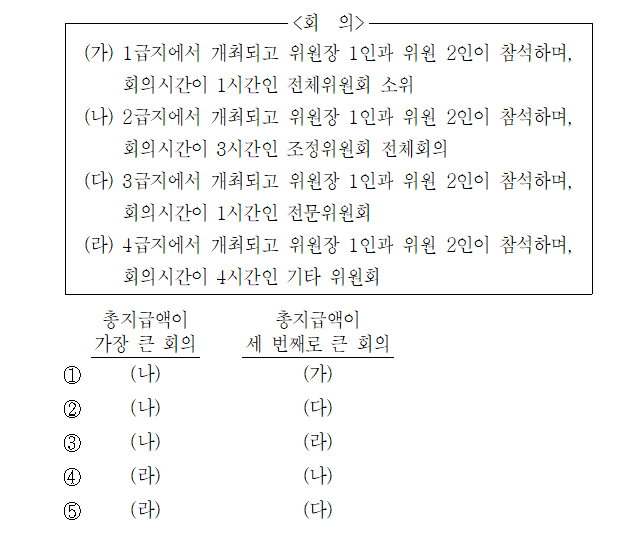 <회 의>
(가) 1급지에서 개최되고 위원장 1인과 위원 2인이 참석하며,
회의시간이 1시간인 전체위원회 소위
(나) 2급지에서 개최되고 위원장 1인과 위원 2인이 참석하며,
회의시간이 3시간인 조정위원회 전체회의
(다) 3급지에서 개최되고 위원장 1인과 위원 2인이 참석하며,
회의시간이 1시간인 전문위원회
(라) 4급지에서 개최되고 위원장 1인과 위원 2인이 참석하며,
회의시간이 4시간인 기타 위원회
총지급액이 총지급액이
가장 큰 회의 세 번째로 큰 회의
① (나) (가)
② (나) (다)
③ (나) (라)
④ (라) (나)
⑤ (라) (다)